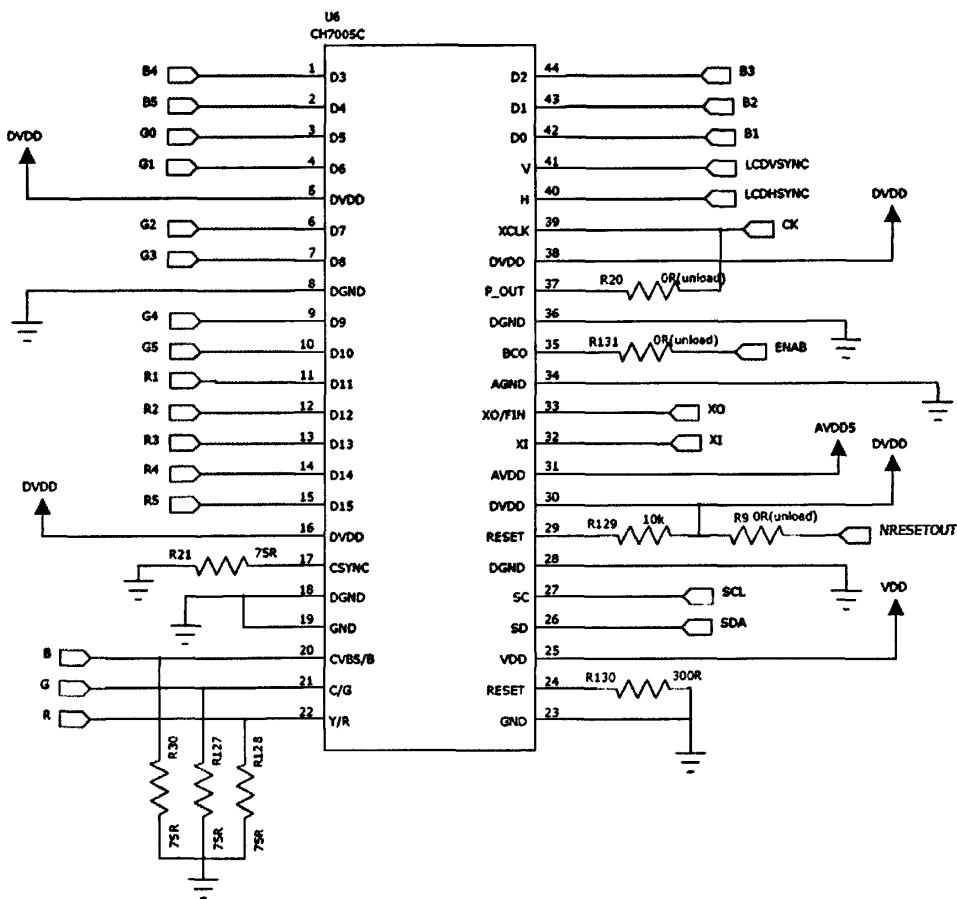 U6
CH7005C
B4 1 D3 D2 44 B3
B5 2 D4 D1 43 B2
G0 3 D5 D0 42 B1
DVDD
G1 4 D6 V 41 LCDVSYNC
5 DVDD H 40 LCDHSYNC
DVDD
G2 6 D7 XCLK 39 CK
G3 7 D8 DVDD 38
8 DGND P_OUT 37 R20 0R(unload)
G4 9 D9 DGND 36
G5 10 D10 BCO 35 R131 0R(unload) ENAB
R1 11 D11 AGND 34
R2 12 D12 XO/FIN 33 XO
R3 13 D13 XI 32 XI
AVDD5 DVDD
R4 14 D14 AVDD 31
DVDD
R5 15 D15 DVDD 30
16 DVDD RESET 29 R129 10k R9 0R(unload) NRESETOUT
R21 75R 17 CSYNC DGND 28
18 DGND SC 27 SCL
VDD
19 GND SD 26 SDA
B 20 CVBS/B VDD 25
G 21 C/G RESET 24 R130 300R
R 22 Y/R GND 23
R30 R127 R128
75R 75R 75R